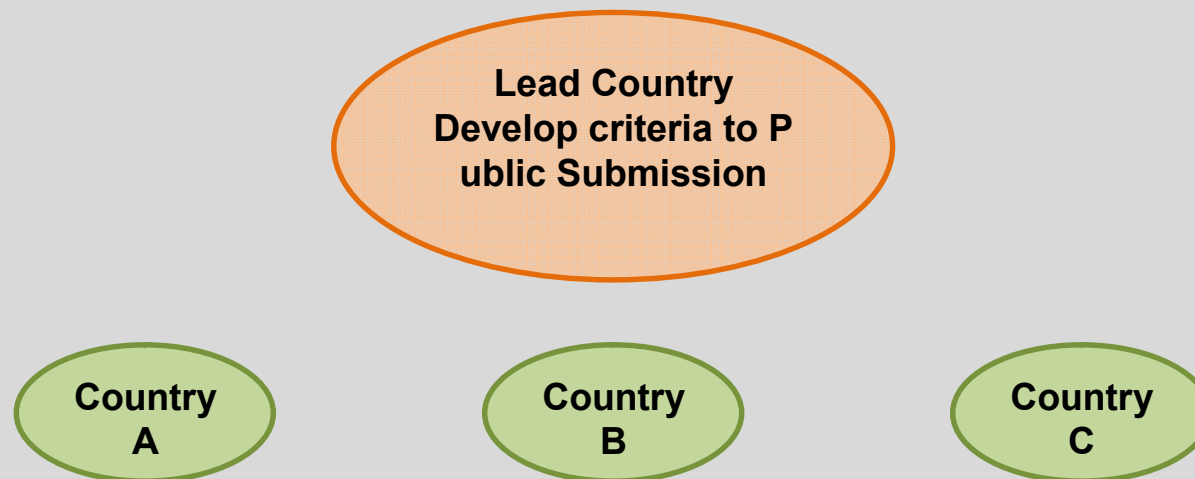 Lead Country
Develop criteria to P
ublic Submission
Country
A
Country
B
Country
C